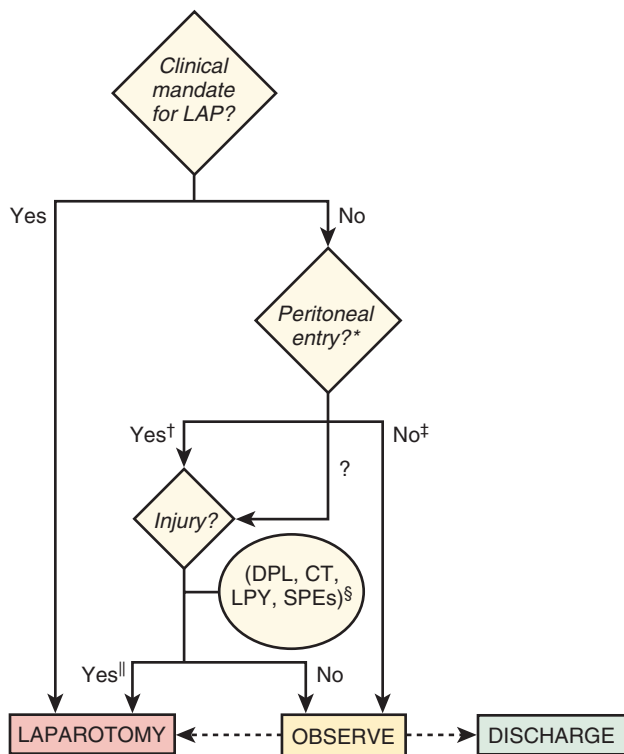 Clinical
mandate
for LAP?
Yes
No
Peritoneal
entry?*
Yes†
No‡
?
Injury?
(DPL, CT,
LPY, SPEs)§
Yes||
No
LAPAROTOMY
OBSERVE
DISCHARGE